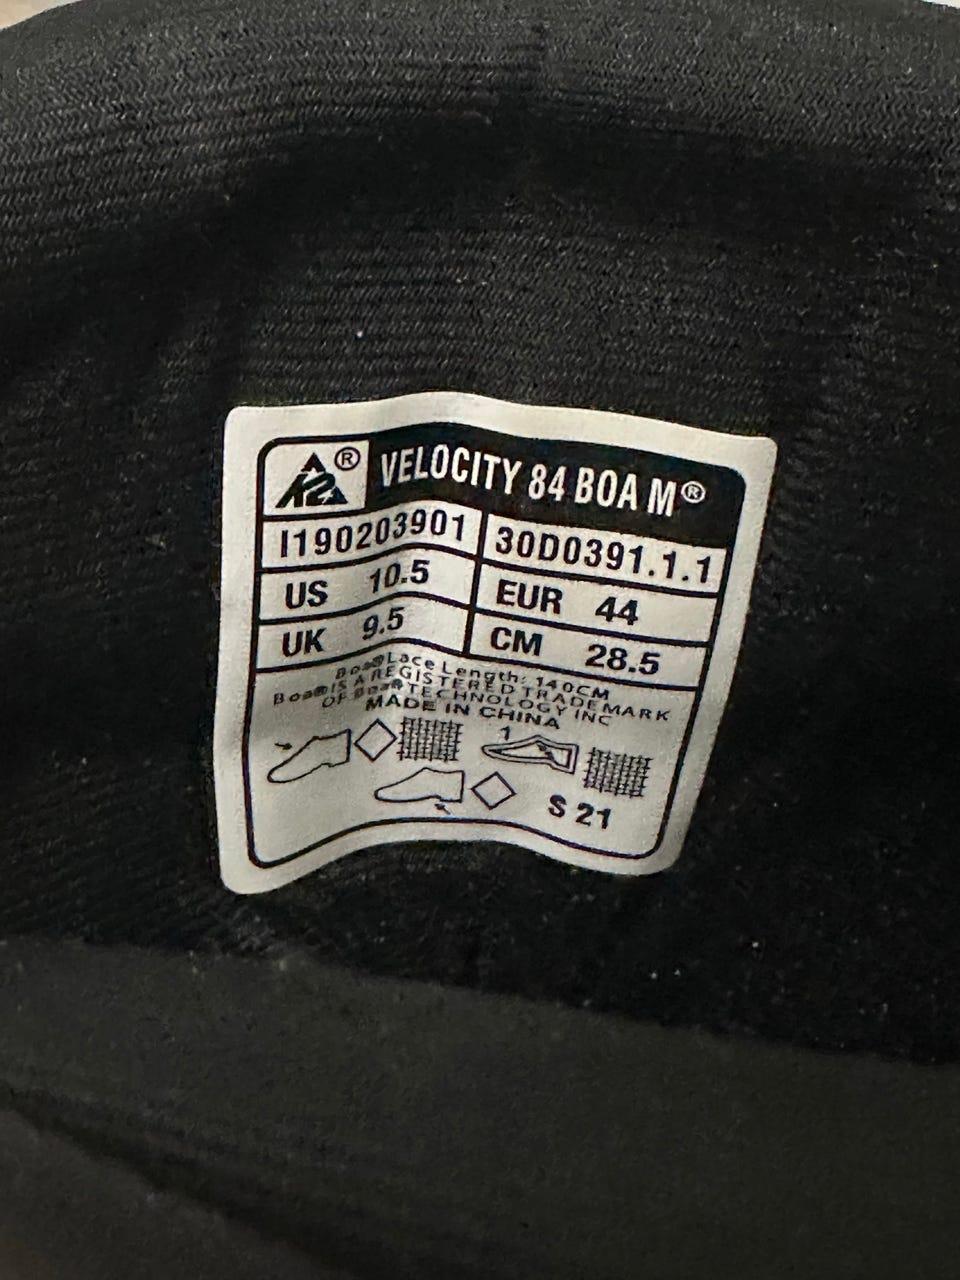 K2® VELOCITY 84 BOA M®
I190203901 30D0391.1.1
US 10.5 EUR 44
UK 9.5 CM 28.5
Boa®Lace Length: 140CM
Boa®IS A REGISTERED TRADEMARK
OF Boa®TECHNOLOGY INC
MADE IN CHINA
1
S 21